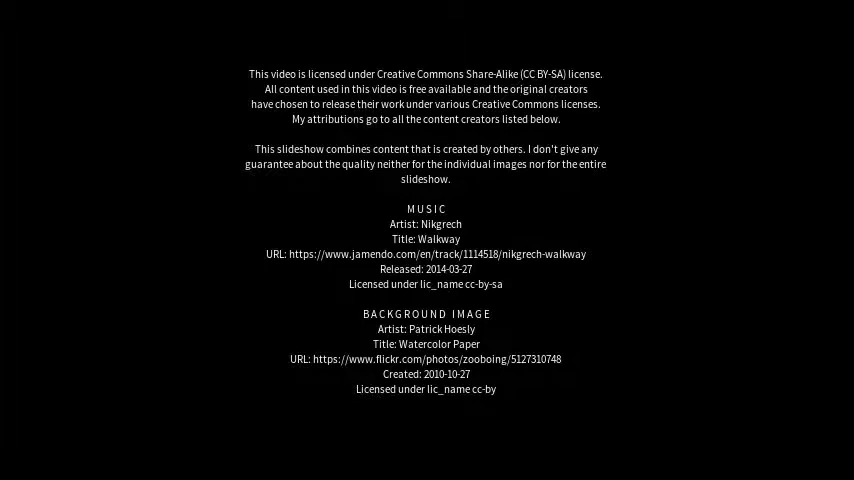 This video is licensed under Creative Commons Share-Alike (CC BY-SA) license.
All content used in this video is free available and the original creators
have chosen to release their work under various Creative Commons licenses.
My attributions go to all the content creators listed below.
This slideshow combines content that is created by others. I don't give any
guarantee about the quality neither for the individual images nor for the entire
slideshow.
MUSIC
Artist: Nikgrech
Title: Walkway
URL: https://www.jamendo.com/en/track/1114518/nikgrech-walkway
Released: 2014-03-27
Licensed under lic_name cc-by-sa
BACKGROUND IMAGE
Artist: Patrick Hoesly
Title: Watercolor Paper
URL: https://www.flickr.com/photos/zooboing/5127310748
Created: 2010-10-27
Licensed under lic_name cc-by